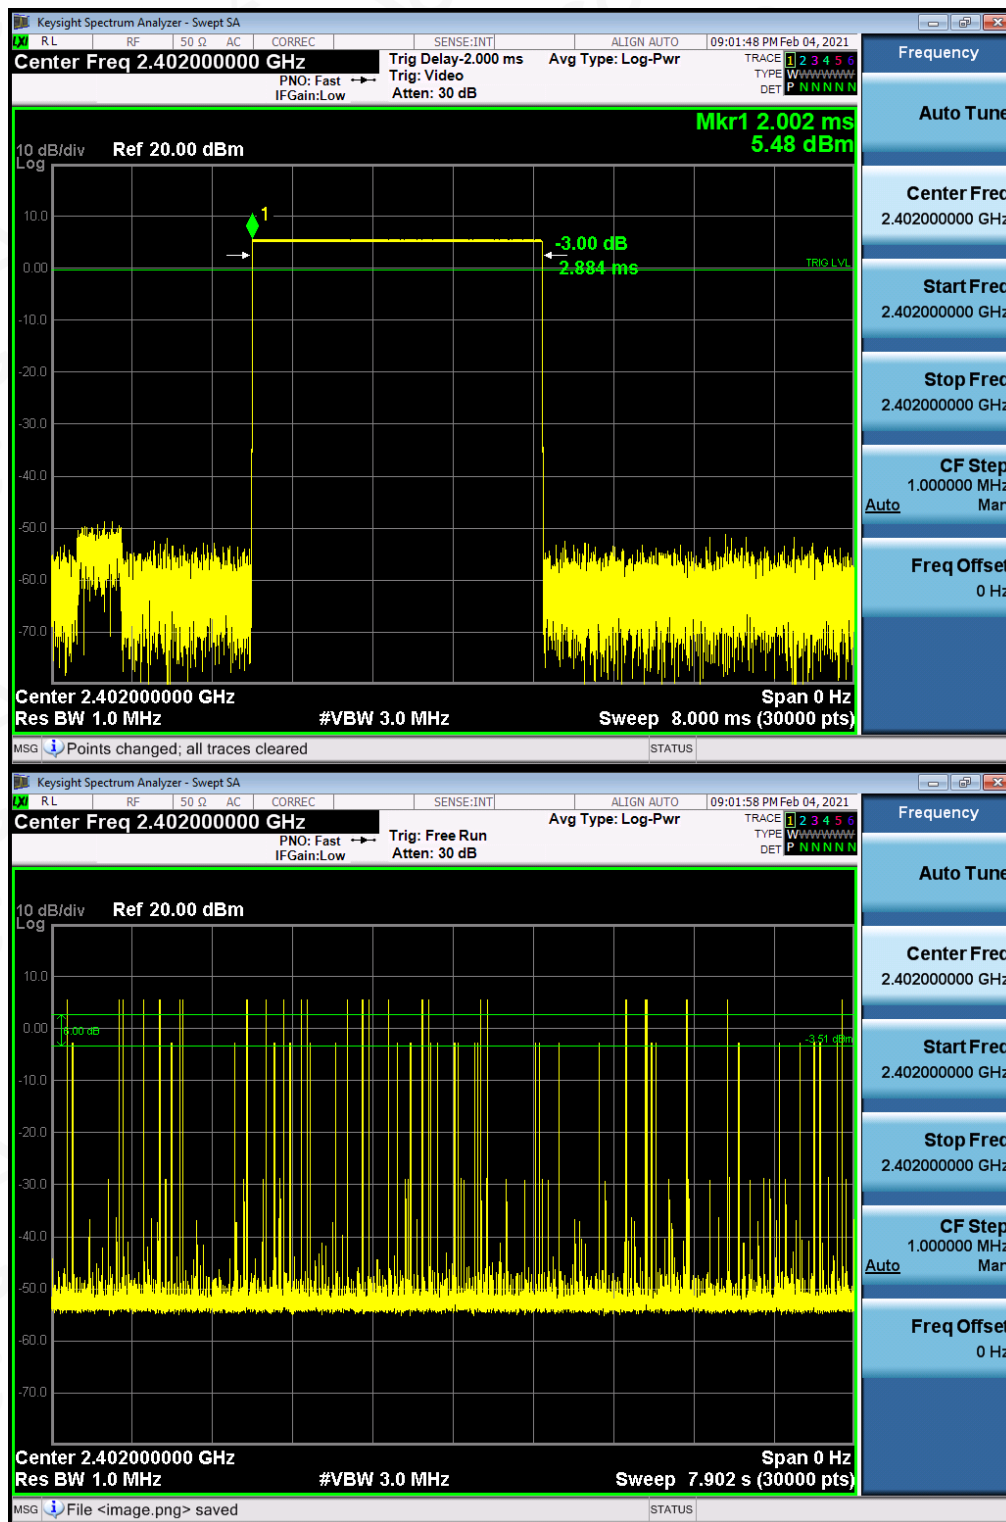 Keysight Spectrum Analyzer - Swept SA
LXI RL RF 50 Ω AC CORREC SENSE:INT ALIGN AUTO 09:01:48 PM Feb 04, 2021
Center Freq 2.402000000 GHz
PNO: Fast
IFGain:Low
Trig Delay-2.000 ms
Trig: Video
Atten: 30 dB
Avg Type: Log-Pwr
TRACE 1 2 3 4 5 6
TYPE WWWWWW
DET P N N N N N
Mkr1 2.002 ms
5.48 dBm
10 dB/div Ref 20.00 dBm
Log
10.0
0.00
-10.0
-20.0
-30.0
-40.0
-50.0
-60.0
-70.0
1
-3.00 dB
2.884 ms
TRIG LVL
Center 2.402000000 GHz Span 0 Hz
Res BW 1.0 MHz #VBW 3.0 MHz Sweep 8.000 ms (30000 pts)
MSG Points changed; all traces cleared STATUS
Frequency
Auto Tune
Center Freq
2.402000000 GHz
Start Freq
2.402000000 GHz
Stop Freq
2.402000000 GHz
CF Step
1.000000 MHz
Auto Man
Freq Offset
0 Hz
Keysight Spectrum Analyzer - Swept SA
LXI RL RF 50 Ω AC CORREC SENSE:INT ALIGN AUTO 09:01:58 PM Feb 04, 2021
Center Freq 2.402000000 GHz
PNO: Fast
IFGain:Low
Trig: Free Run
Atten: 30 dB
Avg Type: Log-Pwr
TRACE 1 2 3 4 5 6
TYPE WWWWWW
DET P N N N N N
10 dB/div Ref 20.00 dBm
Log
10.0
0.00
-10.0
-20.0
-30.0
-40.0
-50.0
-60.0
-70.0
6.00 dB
-3.51 dBm
Center 2.402000000 GHz Span 0 Hz
Res BW 1.0 MHz #VBW 3.0 MHz Sweep 7.902 s (30000 pts)
MSG File <image.png> saved STATUS
Frequency
Auto Tune
Center Freq
2.402000000 GHz
Start Freq
2.402000000 GHz
Stop Freq
2.402000000 GHz
CF Step
1.000000 MHz
Auto Man
Freq Offset
0 Hz